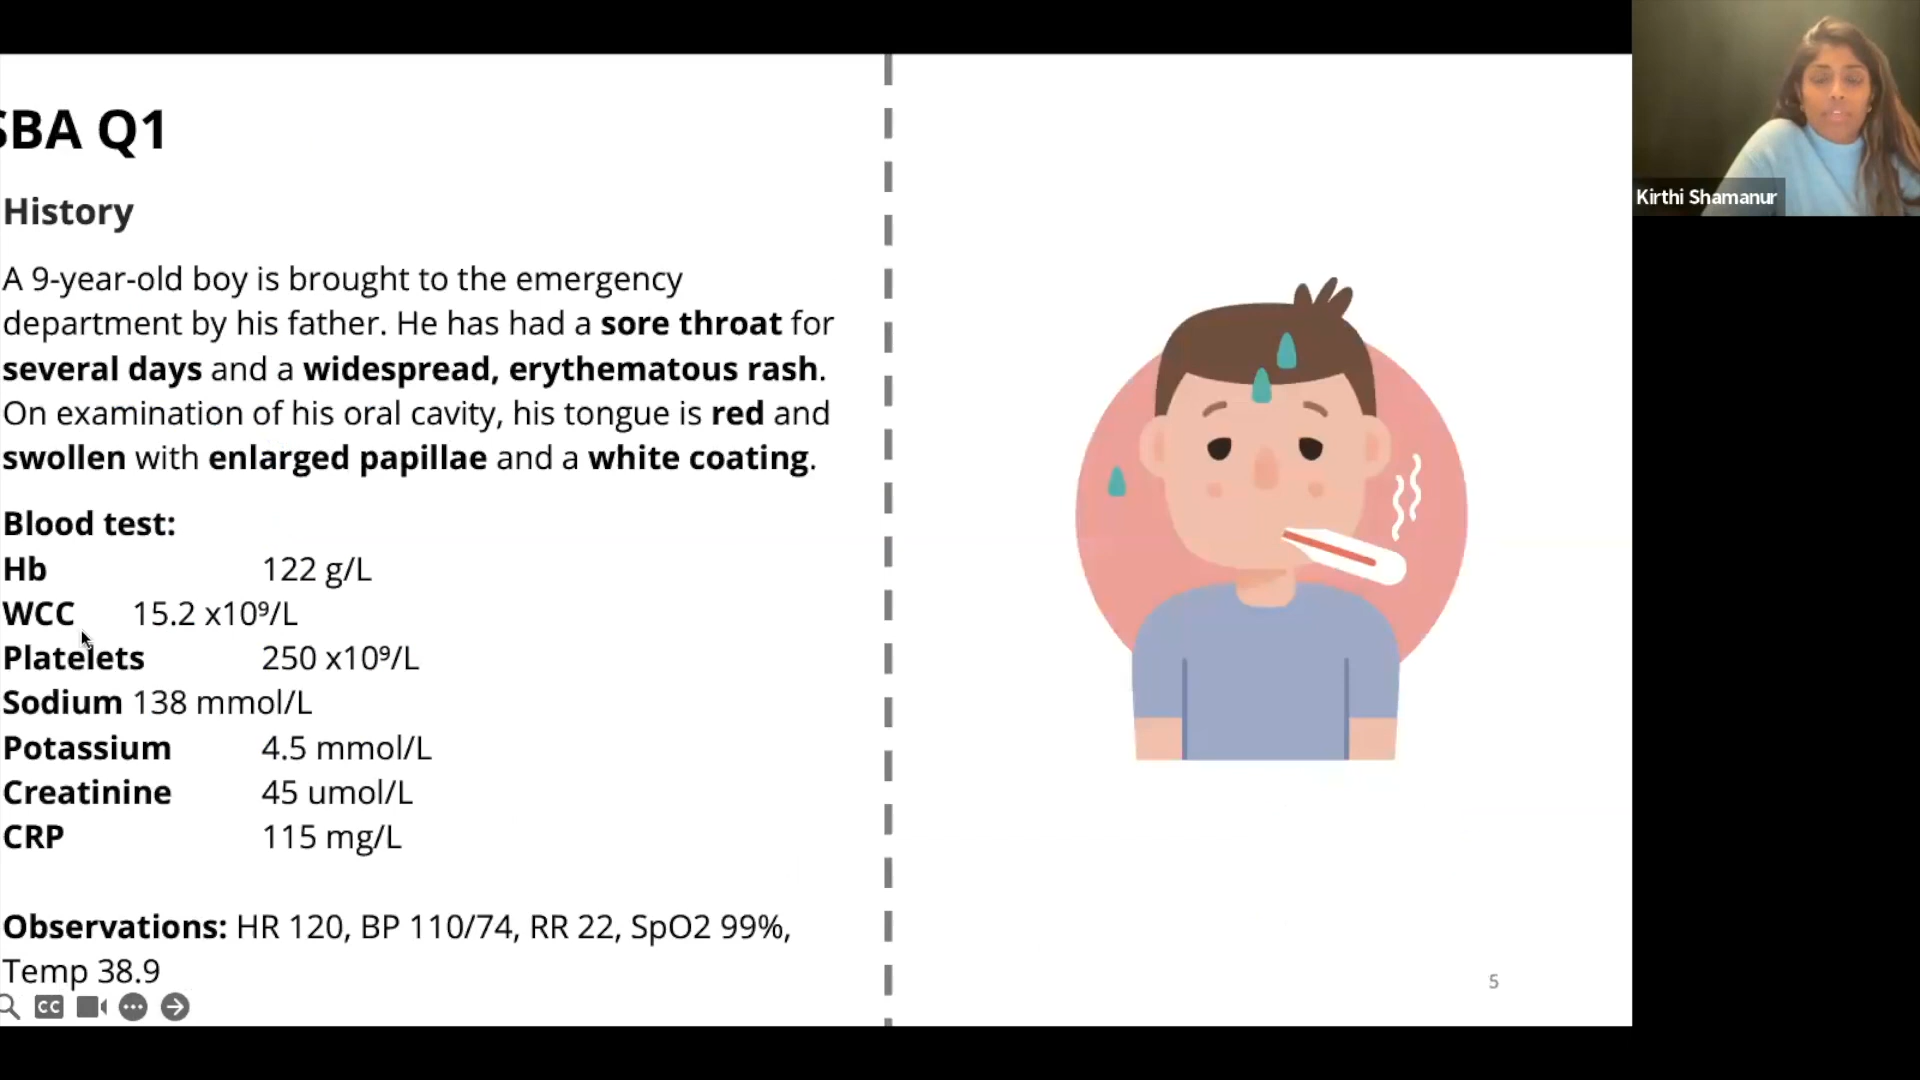 SBA Q1
History
A 9-year-old boy is brought to the emergency
department by his father. He has had a sore throat for
several days and a widespread, erythematous rash.
On examination of his oral cavity, his tongue is red and
swollen with enlarged papillae and a white coating.
Blood test:
Hb 122 g/L
WCC 15.2 x10⁹/L
Platelets 250 x10⁹/L
Sodium 138 mmol/L
Potassium 4.5 mmol/L
Creatinine 45 umol/L
CRP 115 mg/L
Observations: HR 120, BP 110/74, RR 22, SpO2 99%,
Temp 38.9
CC
5
Kirthi Shamanur